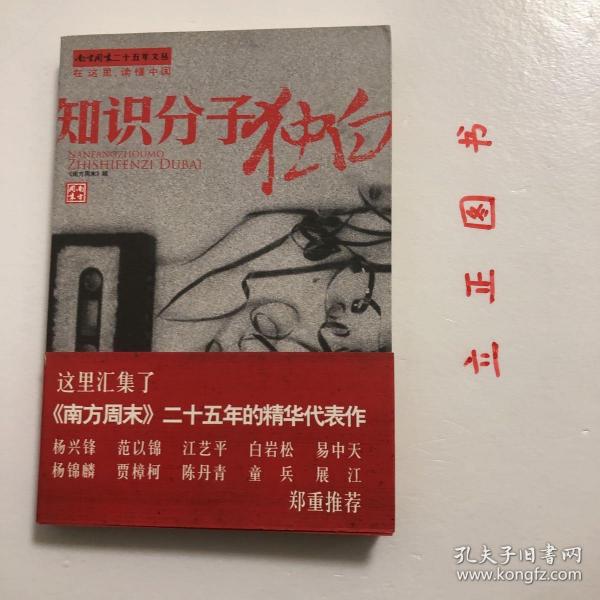 南方周末二十五年文丛
在这里，读懂中国
知识分子独白
NANFANGZHOUMO
ZHISHIFENZI DUBAI
《南方周末》编
南方周末
这里汇集了
《南方周末》二十五年的精华代表作
杨兴锋 范以锦 江艺平 白岩松 易中天
杨锦麟 贾樟柯 陈丹青 童兵 展江
郑重推荐
立正图书
孔夫子旧书网
www.kongfz.com